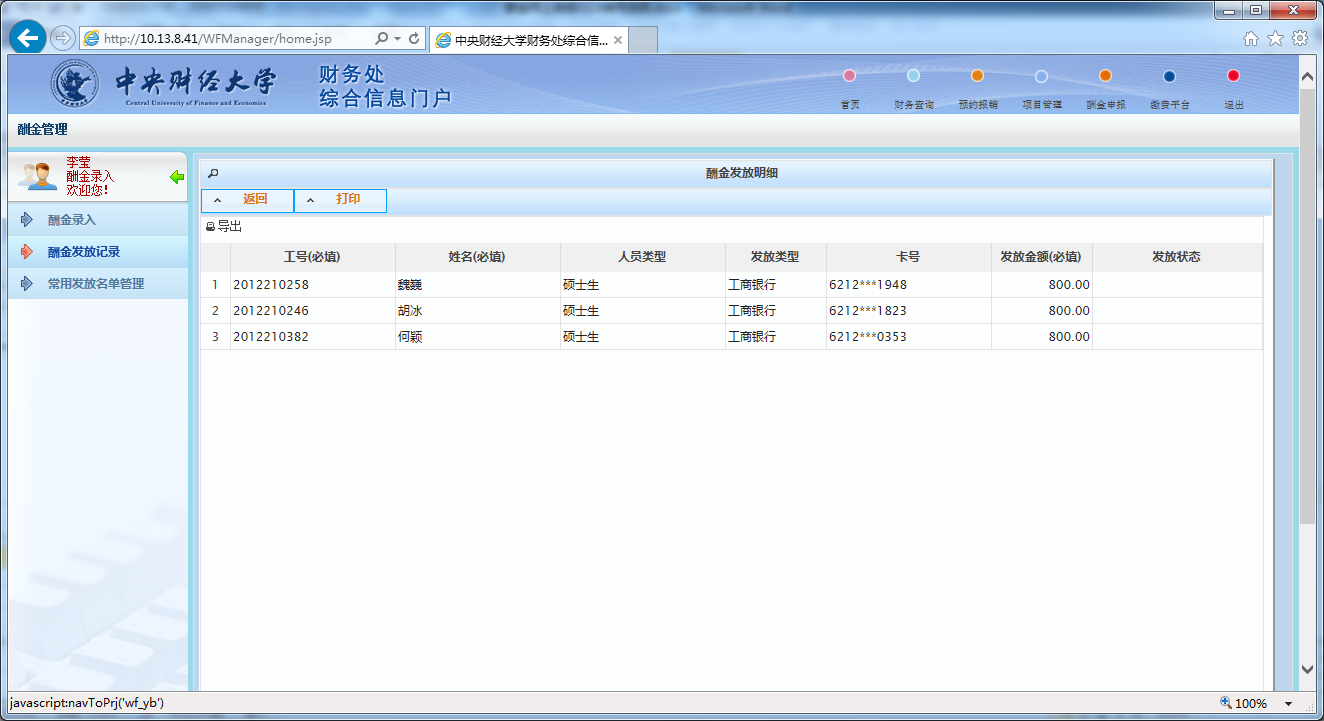 http://10.13.8.41/WFManager/home.jsp
中央财经大学财务处综合信...
中央财经大学
Central University of Finance and Economics
财务处
综合信息门户
首页 财务查询 预约报销 项目管理 酬金申报 缴费平台 退出
酬金管理
李莹
酬金录入
欢迎您!
酬金录入
酬金发放记录
常用发放名单管理
酬金发放明细
返回 打印
导出
工号(必填) 姓名(必填) 人员类型 发放类型 卡号 发放金额(必填) 发放状态
1 2012210258 魏巍 硕士生 工商银行 6212***1948 800.00
2 2012210246 胡冰 硕士生 工商银行 6212***1823 800.00
3 2012210382 何颖 硕士生 工商银行 6212***0353 800.00
javascript:navToPrj('wf_yb')
100%